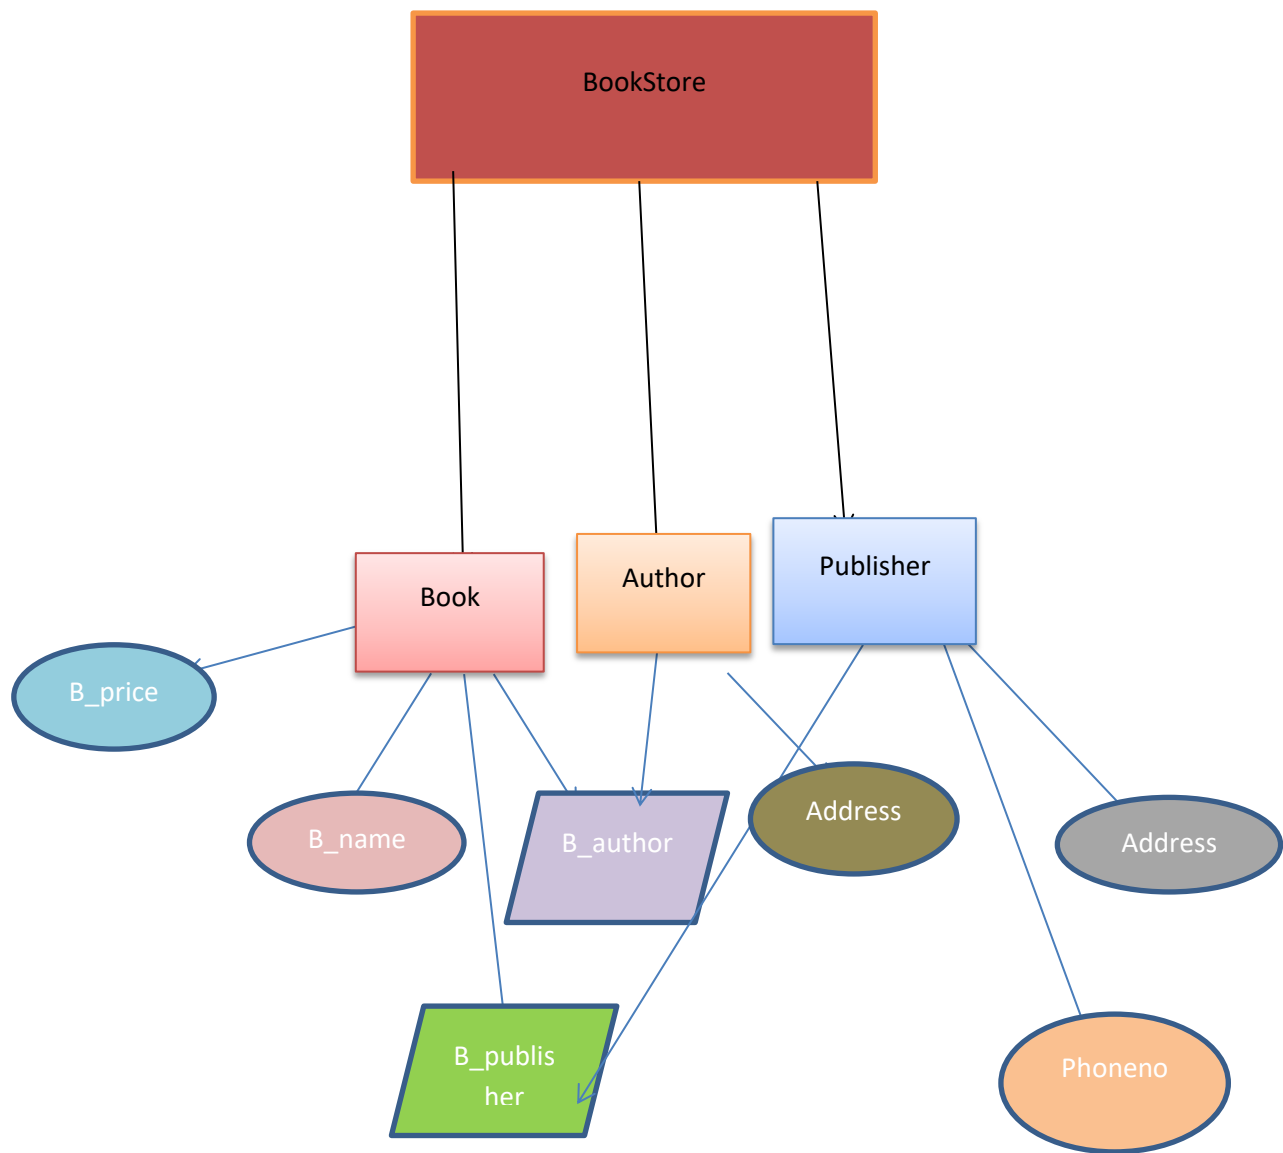 BookStore
Publisher
Author
Book
B_price
Address
B_name
B_author
Address
B_publis
her
Phoneno